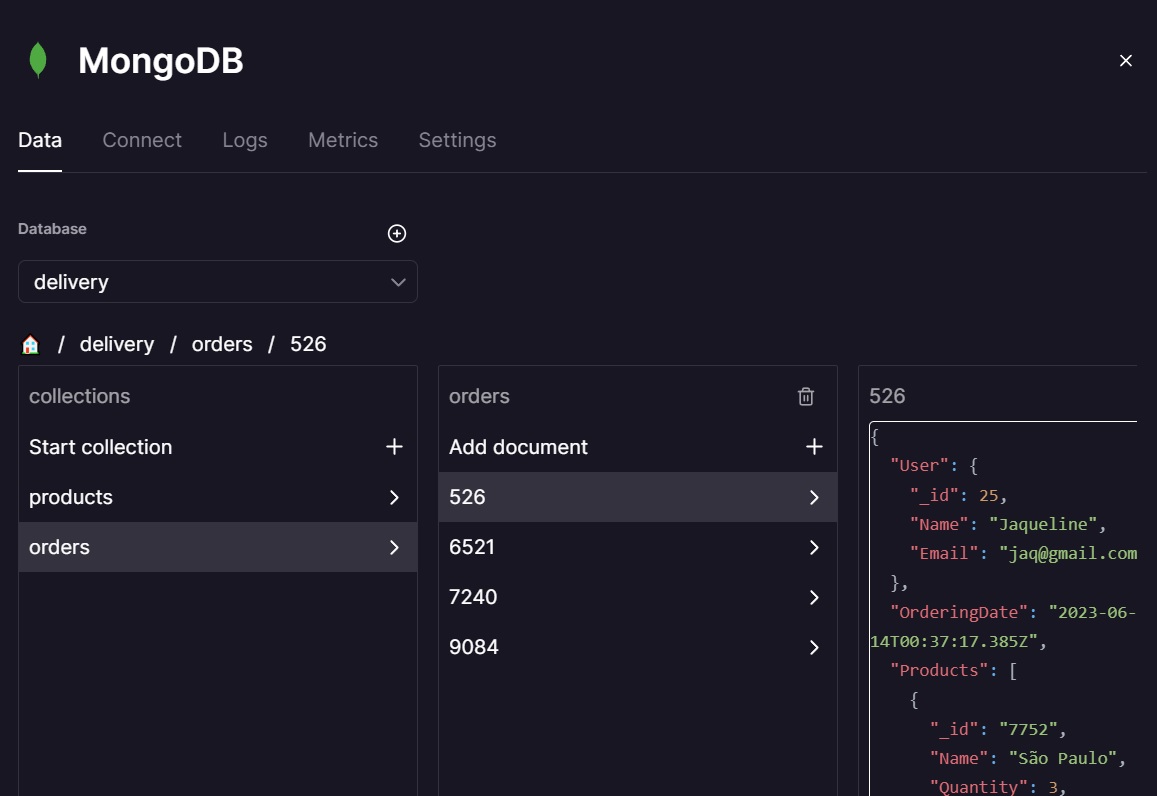 MongoDB
Data Connect Logs Metrics Settings
Database
delivery
/ delivery / orders / 526
collections
Start collection
products
orders
orders
Add document
526
6521
7240
9084
526
{
"User": {
"_id": 25,
"Name": "Jaqueline",
"Email": "jaq@gmail.com
},
"OrderingDate": "2023-06-
14T00:37:17.385Z",
"Products": [
{
"_id": "7752",
"Name": "São Paulo",
"Quantity": 3,